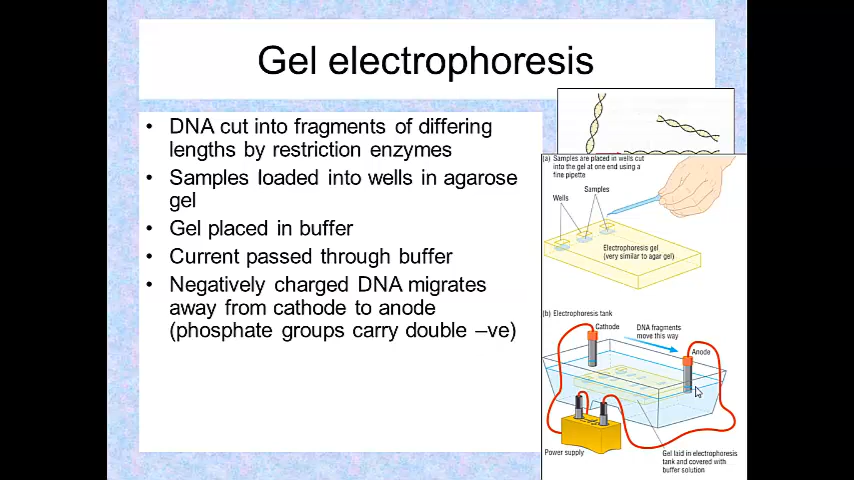 Gel electrophoresis
• DNA cut into fragments of differing
lengths by restriction enzymes
• Samples loaded into wells in agarose
gel
• Gel placed in buffer
• Current passed through buffer
• Negatively charged DNA migrates
away from cathode to anode
(phosphate groups carry double –ve)
(a) Samples are placed in wells cut
into the gel at one end using a
fine pipette
Samples
Wells
Electrophoresis gel
(very similar to agar gel)
(b) Electrophoresis tank
Cathode
DNA fragments
move this way
Anode
Power supply
Gel laid in electrophoresis
tank and covered with
buffer solution